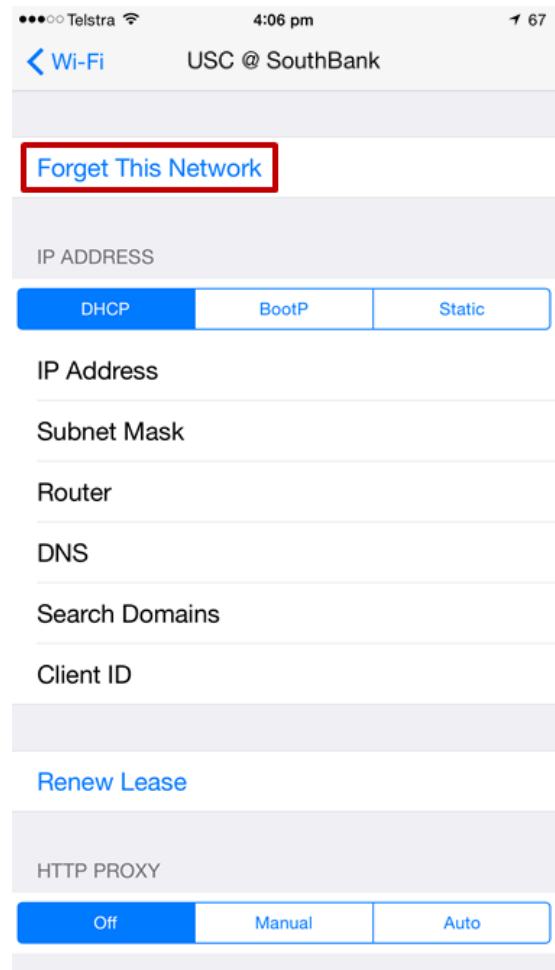 Telstra 4:06 pm 67
Wi-Fi USC @ SouthBank
Forget This Network
IP ADDRESS
DHCP BootP Static
IP Address
Subnet Mask
Router
DNS
Search Domains
Client ID
Renew Lease
HTTP PROXY
Off Manual Auto